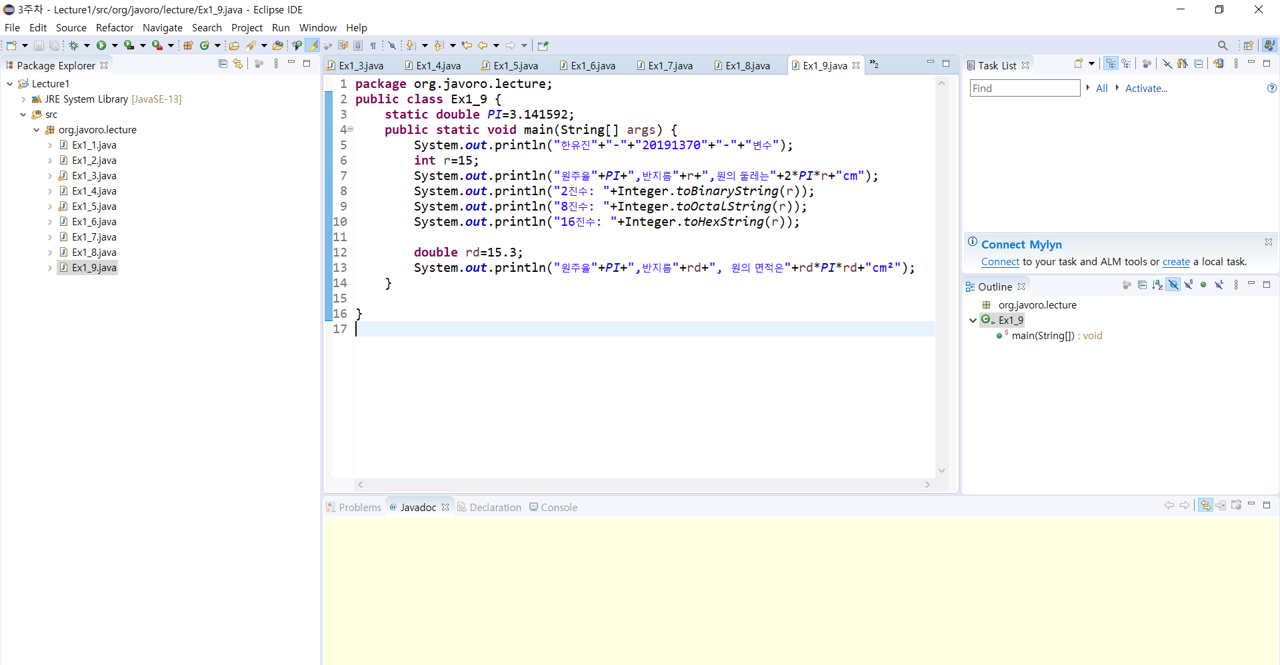 3주차 - Lecture1/src/org/javoro/lecture/Ex1_9.java - Eclipse IDE
File Edit Source Refactor Navigate Search Project Run Window Help
Package Explorer
Lecture1
JRE System Library [JavaSE-13]
src
org.javoro.lecture
Ex1_1.java
Ex1_2.java
Ex1_3.java
Ex1_4.java
Ex1_5.java
Ex1_6.java
Ex1_7.java
Ex1_8.java
Ex1_9.java
Ex1_3.java Ex1_4.java Ex1_5.java Ex1_6.java Ex1_7.java Ex1_8.java Ex1_9.java »2
1 package org.javoro.lecture;
2 public class Ex1_9 {
3 static double PI=3.141592;
4 public static void main(String[] args) {
5 System.out.println("한유진"+"-"+"20191370"+"-"+"변수");
6 int r=15;
7 System.out.println("원주율"+PI+",반지름"+r+",원의 둘레는"+2*PI*r+"cm");
8 System.out.println("2진수: "+Integer.toBinaryString(r));
9 System.out.println("8진수: "+Integer.toOctalString(r));
10 System.out.println("16진수: "+Integer.toHexString(r));
11
12 double rd=15.3;
13 System.out.println("원주율"+PI+",반지름"+rd+", 원의 면적은"+rd*PI*rd+"cm²");
14 }
15
16 }
17
Problems Javadoc Declaration Console
Task List
Find All Activate...
Connect Mylyn
Connect to your task and ALM tools or create a local task.
Outline
org.javoro.lecture
Ex1_9
main(String[]) : void